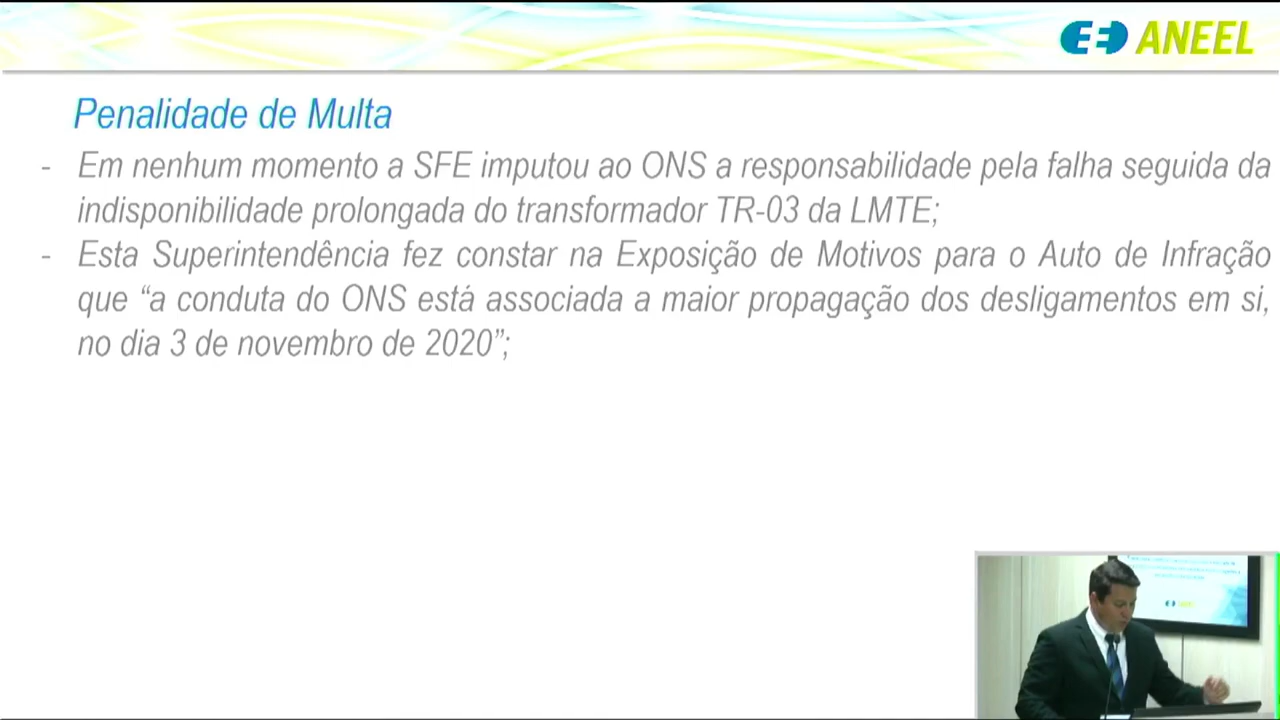 ANEEL
Penalidade de Multa
- Em nenhum momento a SFE imputou ao ONS a responsabilidade pela falha seguida da
indisponibilidade prolongada do transformador TR-03 da LMTE;
- Esta Superintendência fez constar na Exposição de Motivos para o Auto de Infração
que “a conduta do ONS está associada a maior propagação dos desligamentos em si,
no dia 3 de novembro de 2020”;
ANEEL